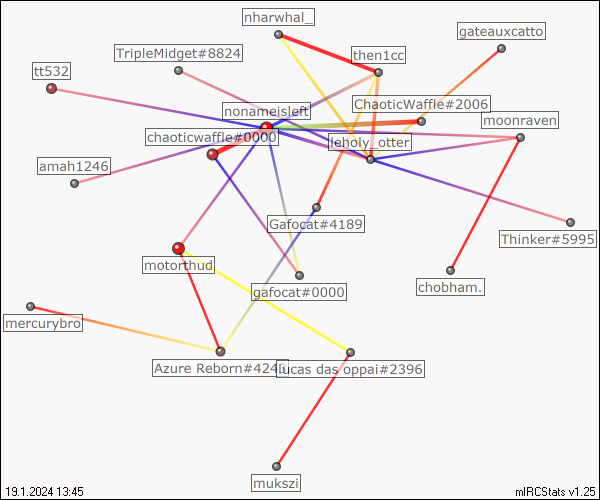 nharwhal_
gateauxcatto
TripleMidget#8824
then1cc
tt532
ChaoticWaffle#2006
nonameisleft
moonraven
chaoticwaffle#0000
leholy_otter
amah1246
Gafocat#4189
Thinker#5995
motorthud
chobham.
gafocat#0000
mercurybro
Azure Reborn#424
lucas das oppai#2396
mukszi
19.1.2024 13:45
mIRCStats v1.25